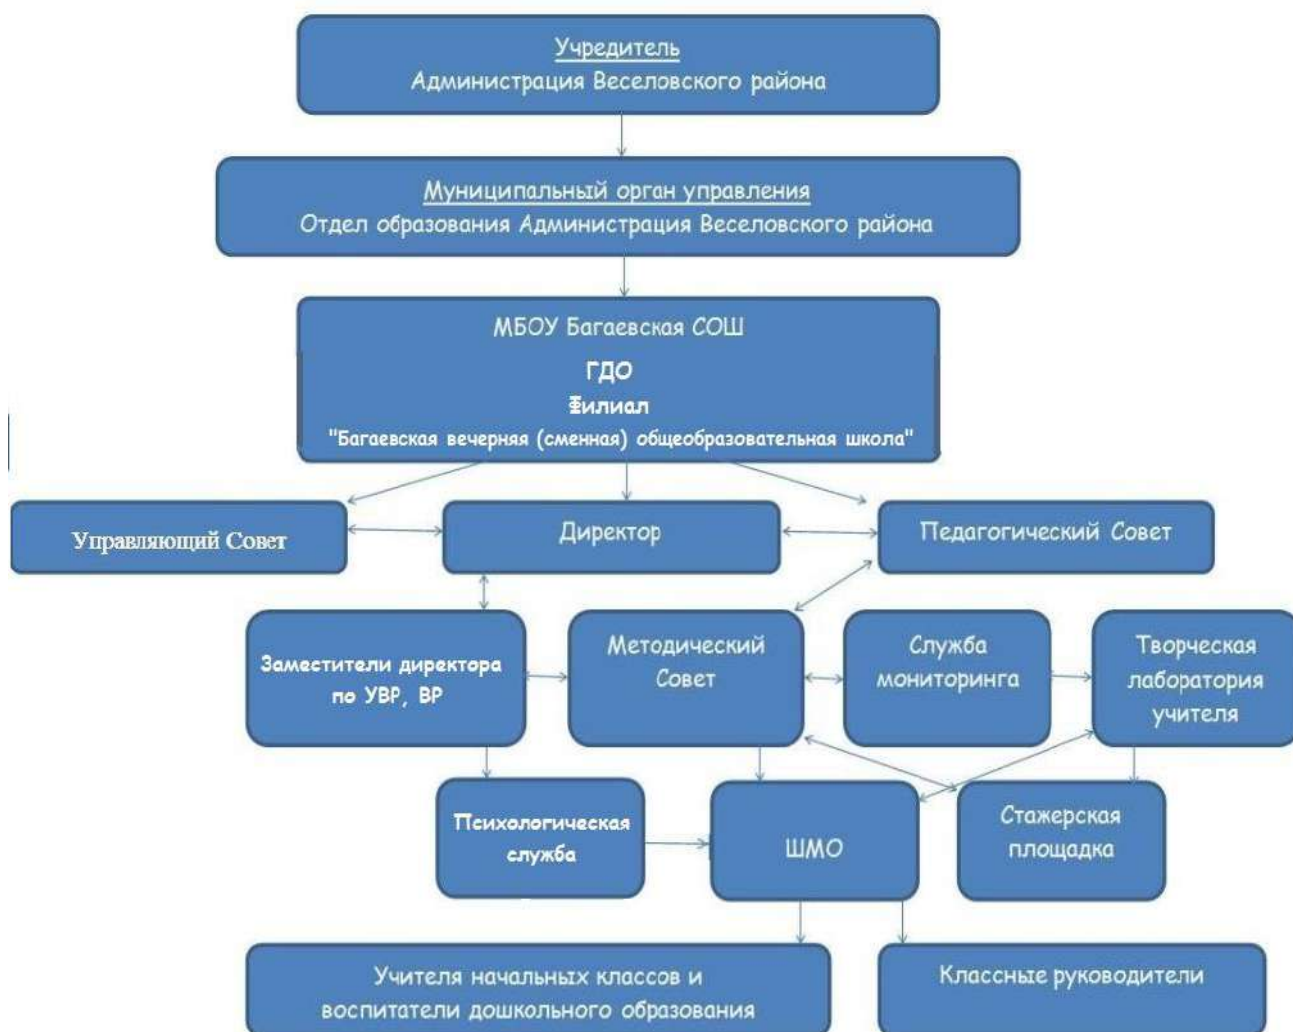 Учредитель
Администрация Веселовского района
Муниципальный орган управления
Отдел образования Администрация Веселовского района
МБОУ Багаевская СОШ
ГДО
Филиал
"Багаевская вечерняя (сменная) общеобразовательная школа"
Управляющий Совет
Директор
Педагогический Совет
Заместители директора
по УВР, ВР
Методический
Совет
Служба
мониторинга
Творческая
лаборатория
учителя
Психологическая
служба
ШМО
Стажерская
площадка
Учителя начальных классов и
воспитатели дошкольного образования
Классные руководители